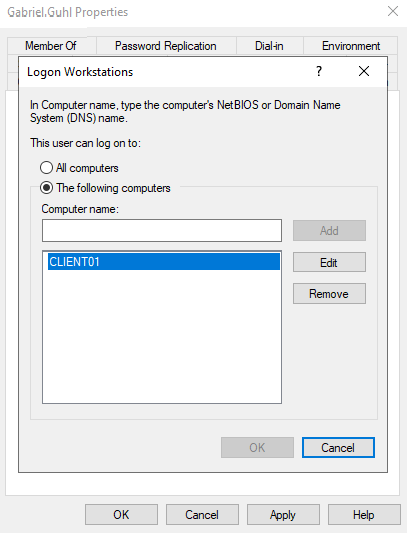 Gabriel.Guhl Properties
Member Of Password Replication Dial-in Environment
Logon Workstations ?
In Computer name, type the computer's NetBIOS or Domain Name
System (DNS) name.
This user can log on to:
All computers
The following computers
Computer name:
Add
CLIENT01
Edit
Remove
OK Cancel
OK Cancel Apply Help